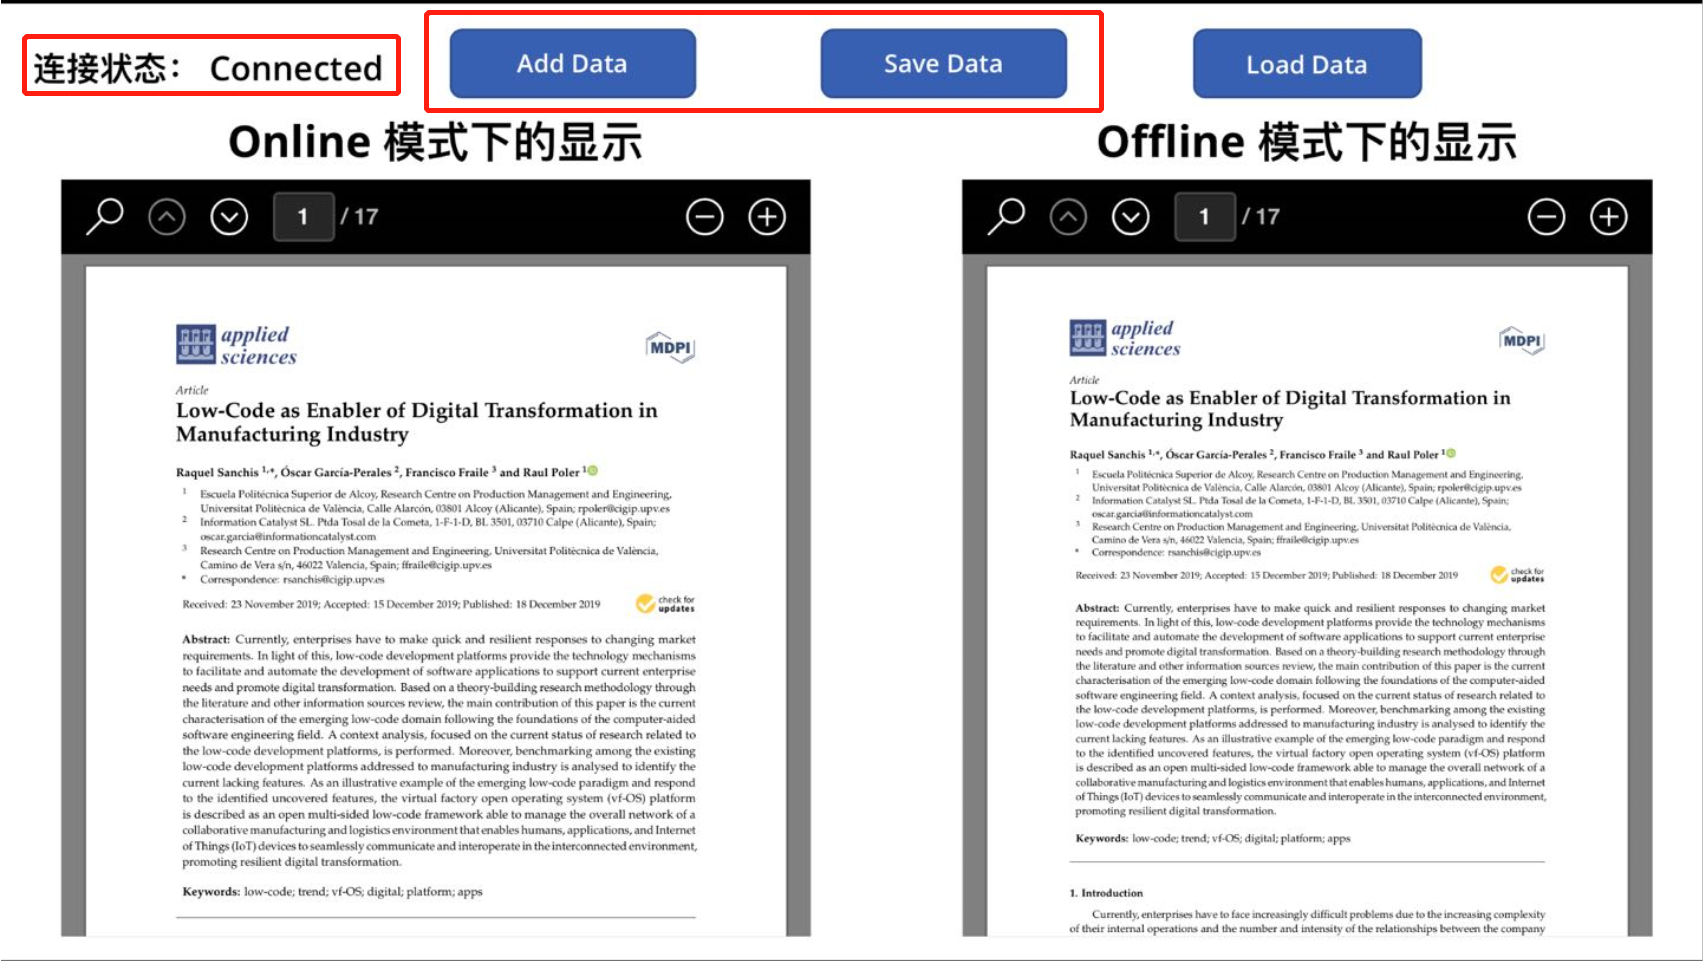 连接状态： Connected
Add Data
Save Data
Load Data
Online 模式下的显示
1 / 17
applied
sciences
MDPI
Article
Low-Code as Enabler of Digital Transformation in
Manufacturing Industry
Raquel Sanchis 1,*, Óscar García-Perales 2, Francisco Fraile 3 and Raul Poler 1 iD
1 Escuela Politécnica Superior de Alcoy, Research Centre on Production Management and Engineering,
Universitat Politècnica de València, Calle Alarcón, 03801 Alcoy (Alicante), Spain; rpoler@cigip.upv.es
2 Information Catalyst SL. Ptda Tosal de la Cometa, 1-F-1-D, BL 3501, 03710 Calpe (Alicante), Spain;
oscar.garcia@informationcatalyst.com
3 Research Centre on Production Management and Engineering, Universitat Politècnica de València,
Camino de Vera s/n, 46022 Valencia, Spain; ffraile@cigip.upv.es
* Correspondence: rsanchis@cigip.upv.es
Received: 23 November 2019; Accepted: 15 December 2019; Published: 18 December 2019
check for
updates
Abstract: Currently, enterprises have to make quick and resilient responses to changing market
requirements. In light of this, low-code development platforms provide the technology mechanisms
to facilitate and automate the development of software applications to support current enterprise
needs and promote digital transformation. Based on a theory-building research methodology through
the literature and other information sources review, the main contribution of this paper is the current
characterisation of the emerging low-code domain following the foundations of the computer-aided
software engineering field. A context analysis, focused on the current status of research related to
the low-code development platforms, is performed. Moreover, benchmarking among the existing
low-code development platforms addressed to manufacturing industry is analysed to identify the
current lacking features. As an illustrative example of the emerging low-code paradigm and respond
to the identified uncovered features, the virtual factory open operating system (vf-OS) platform
is described as an open multi-sided low-code framework able to manage the overall network of a
collaborative manufacturing and logistics environment that enables humans, applications, and Internet
of Things (IoT) devices to seamlessly communicate and interoperate in the interconnected environment,
promoting resilient digital transformation.
Keywords: low-code; trend; vf-OS; digital; platform; apps
Offline 模式下的显示
1 / 17
applied
sciences
MDPI
Article
Low-Code as Enabler of Digital Transformation in
Manufacturing Industry
Raquel Sanchis 1,*, Óscar García-Perales 2, Francisco Fraile 3 and Raul Poler 1 iD
1 Escuela Politécnica Superior de Alcoy, Research Centre on Production Management and Engineering,
Universitat Politècnica de València, Calle Alarcón, 03801 Alcoy (Alicante), Spain; rpoler@cigip.upv.es
2 Information Catalyst SL. Ptda Tosal de la Cometa, 1-F-1-D, BL 3501, 03710 Calpe (Alicante), Spain;
oscar.garcia@informationcatalyst.com
3 Research Centre on Production Management and Engineering, Universitat Politècnica de València,
Camino de Vera s/n, 46022 Valencia, Spain; ffraile@cigip.upv.es
* Correspondence: rsanchis@cigip.upv.es
Received: 23 November 2019; Accepted: 15 December 2019; Published: 18 December 2019
check for
updates
Abstract: Currently, enterprises have to make quick and resilient responses to changing market
requirements. In light of this, low-code development platforms provide the technology mechanisms
to facilitate and automate the development of software applications to support current enterprise
needs and promote digital transformation. Based on a theory-building research methodology through
the literature and other information sources review, the main contribution of this paper is the current
characterisation of the emerging low-code domain following the foundations of the computer-aided
software engineering field. A context analysis, focused on the current status of research related to
the low-code development platforms, is performed. Moreover, benchmarking among the existing
low-code development platforms addressed to manufacturing industry is analysed to identify the
current lacking features. As an illustrative example of the emerging low-code paradigm and respond
to the identified uncovered features, the virtual factory open operating system (vf-OS) platform
is described as an open multi-sided low-code framework able to manage the overall network of a
collaborative manufacturing and logistics environment that enables humans, applications, and Internet
of Things (IoT) devices to seamlessly communicate and interoperate in the interconnected environment,
promoting resilient digital transformation.
Keywords: low-code; trend; vf-OS; digital; platform; apps
1. Introduction
Currently, enterprises have to face increasingly difficult problems due to the increasing complexity
of their internal operations and the number and intensity of the relationships between the company